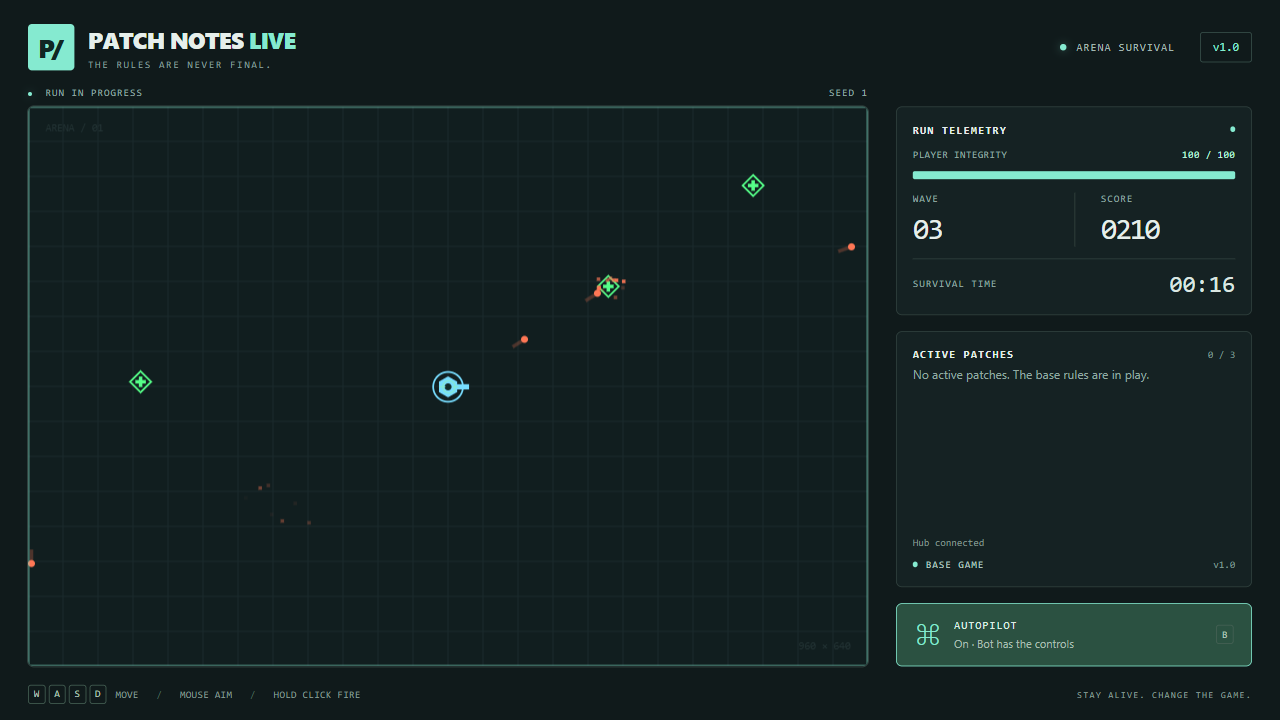 P/
PATCH NOTES LIVE
THE RULES ARE NEVER FINAL.
ARENA SURVIVAL
v1.0
RUN IN PROGRESS
SEED 1
ARENA / 01
960 × 640
RUN TELEMETRY
PLAYER INTEGRITY
100 / 100
WAVE
SCORE
03
0210
SURVIVAL TIME
00:16
ACTIVE PATCHES
0 / 3
No active patches. The base rules are in play.
Hub connected
BASE GAME
v1.0
AUTOPILOT
On · Bot has the controls
B
W A S D MOVE / MOUSE AIM / HOLD CLICK FIRE
STAY ALIVE. CHANGE THE GAME.